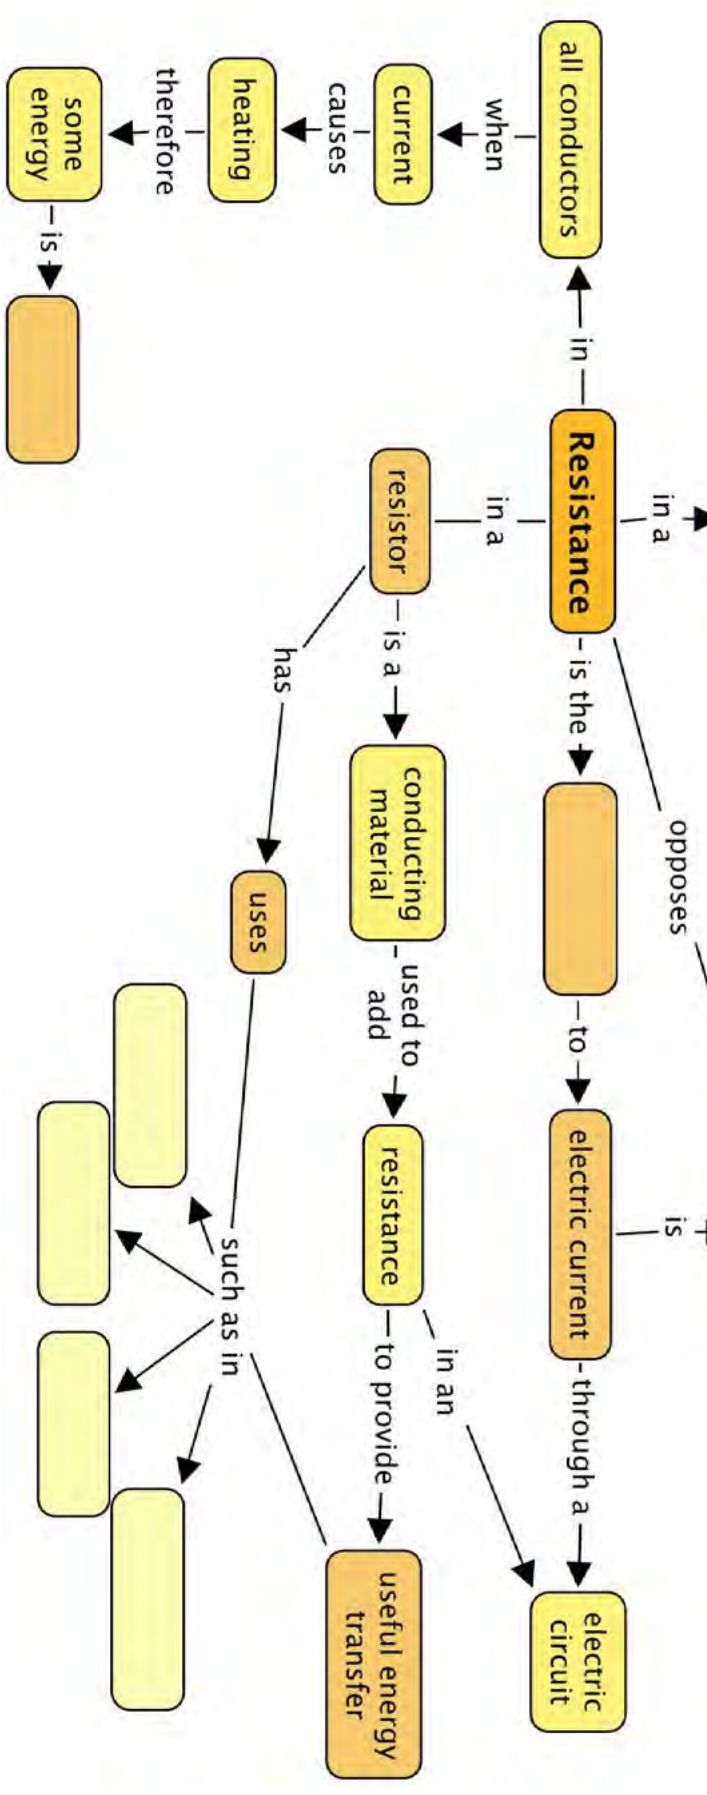 in a
opposes
is
all conductors
in
Resistance
is the
to
electric current
through a
electric
circuit
when
in a
in an
current
resistor
is a
conducting
material
used to
add
resistance
to provide
useful energy
transfer
causes
heating
has
uses
such as in
therefore
some
energy
is